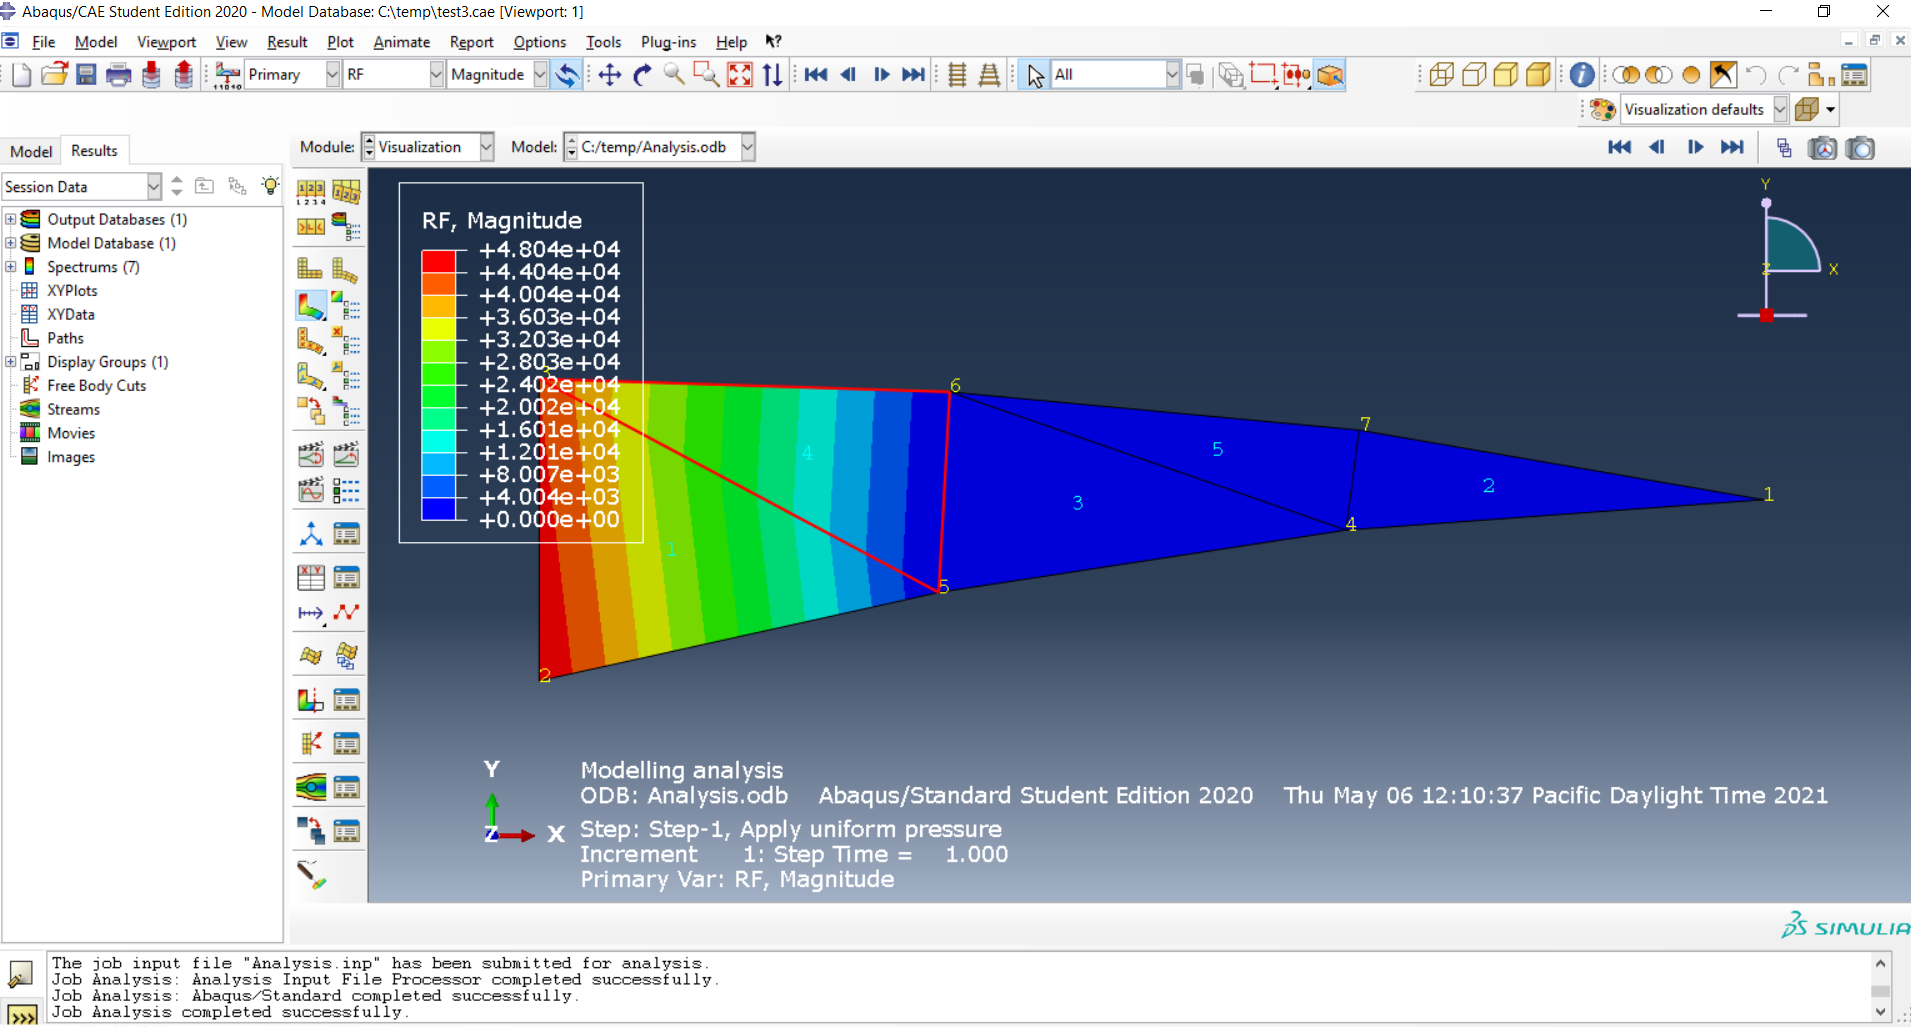 Abaqus/CAE Student Edition 2020 - Model Database: C:\temp\test3.cae [Viewport: 1]
File Model Viewport View Result Plot Animate Report Options Tools Plug-ins Help
Primary RF Magnitude All
Visualization defaults
Model Results Module: Visualization Model: C:/temp/Analysis.odb
Session Data
Output Databases (1)
Model Database (1)
Spectrums (7)
XYPlots
XYData
Paths
Display Groups (1)
Free Body Cuts
Streams
Movies
Images
RF, Magnitude
+4.804e+04
+4.404e+04
+4.004e+04
+3.603e+04
+3.203e+04
+2.803e+04
+2.402e+04
+2.002e+04
+1.601e+04
+1.201e+04
+8.007e+03
+4.004e+03
+0.000e+00
Y
Z X
3
6
7
4
5
2
1
3
4
1
5
2
Y
Z X
Modelling analysis
ODB: Analysis.odb Abaqus/Standard Student Edition 2020 Thu May 06 12:10:37 Pacific Daylight Time 2021
Step: Step-1, Apply uniform pressure
Increment 1: Step Time = 1.000
Primary Var: RF, Magnitude
SIMULIA
The job input file "Analysis.inp" has been submitted for analysis.
Job Analysis: Analysis Input File Processor completed successfully.
Job Analysis: Abaqus/Standard completed successfully.
Job Analysis completed successfully.